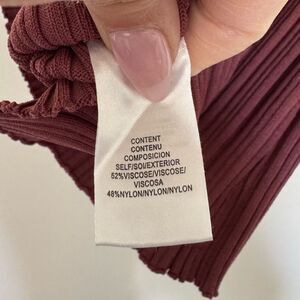 CONTENT
CONTENU
COMPOSICION
SELF/SOI/EXTERIOR
52%VISCOSE/VISCOSE/
VISCOSA
48%NYLON/NYLON/NYLON